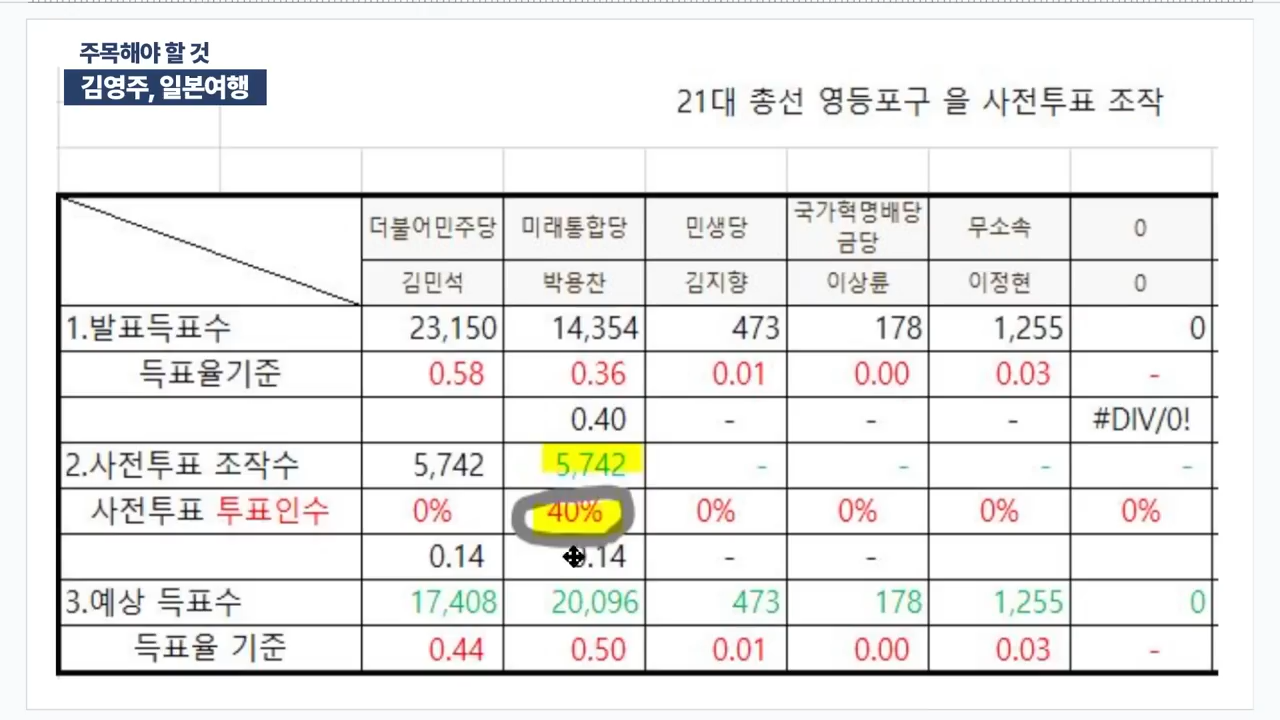 주목해야 할 것
김영주, 일본여행
21대 총선 영등포구 을 사전투표 조작
더불어민주당 미래통합당 민생당 국가혁명배당금당 무소속 0
김민석 박용찬 김지향 이상륜 이정현 0
1.발표득표수 23,150 14,354 473 178 1,255 0
득표율기준 0.58 0.36 0.01 0.00 0.03 -
0.40 - - - #DIV/0!
2.사전투표 조작수 5,742 5,742 - - - -
사전투표 투표인수 0% 40% 0% 0% 0% 0%
0.14 0.14 - -
3.예상 득표수 17,408 20,096 473 178 1,255 0
득표율 기준 0.44 0.50 0.01 0.00 0.03 -